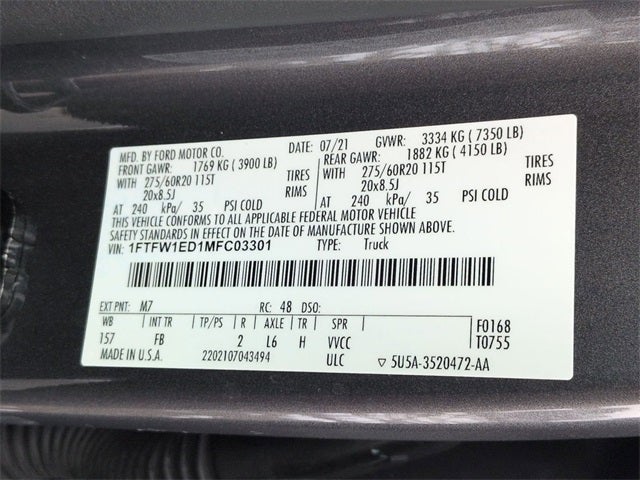 MFD. BY FORD MOTOR CO. DATE: 07/21 GVWR: 3334 KG ( 7350 LB)
FRONT GAWR: 1769 KG ( 3900 LB) REAR GAWR: 1882 KG ( 4150 LB)
WITH 275/60R20 115T TIRES WITH 275/60R20 115T TIRES
20x8.5J RIMS 20x8.5J RIMS
AT 240 kPa/ 35 PSI COLD AT 240 kPa/ 35 PSI COLD
THIS VEHICLE CONFORMS TO ALL APPLICABLE FEDERAL MOTOR VEHICLE
SAFETY STANDARDS IN EFFECT ON THE DATE OF MANUFACTURE SHOWN ABOVE.
VIN: 1FTFW1ED1MFC03301 TYPE: Truck
EXT PNT: M7 RC: 48 DSO:
WB INT TR TP/PS R AXLE TR SPR F0168
157 FB 2 L6 H VVCC T0755
MADE IN U.S.A. 2202107043494 ULC ▽ 5U5A-3520472-AA